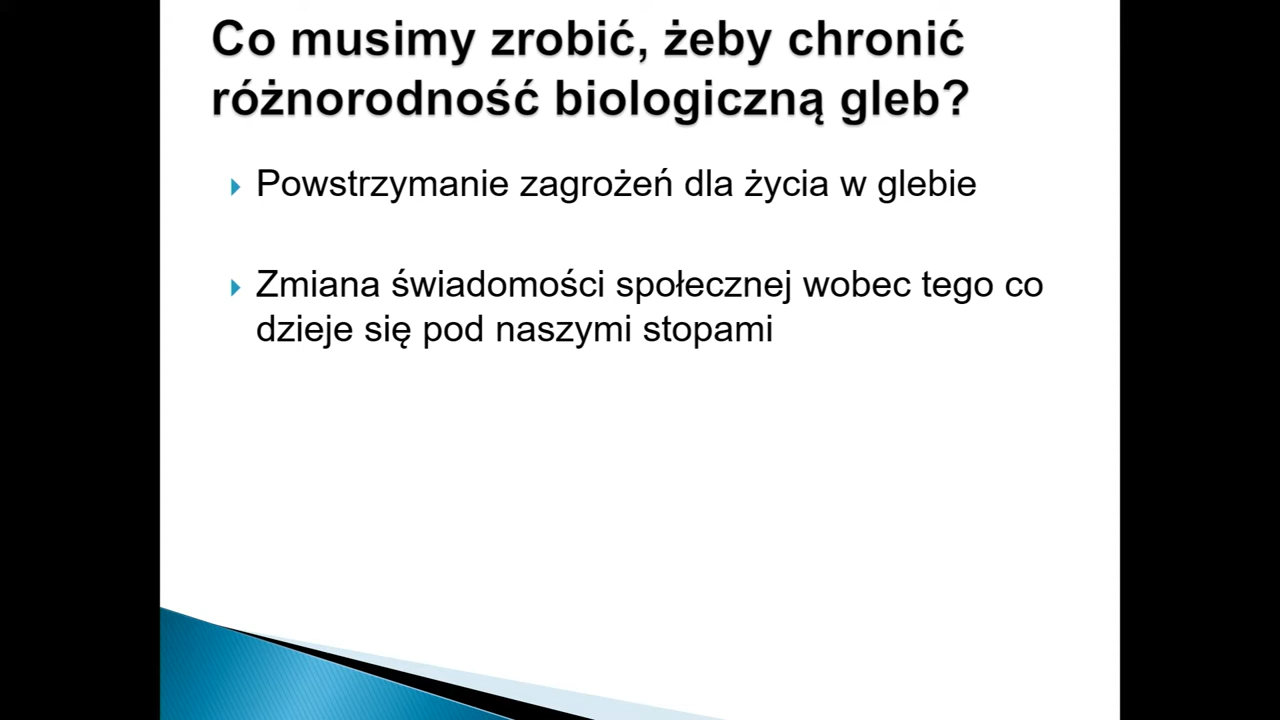 Co musimy zrobić, żeby chronić
różnorodność biologiczną gleb?
Powstrzymanie zagrożeń dla życia w glebie
Zmiana świadomości społecznej wobec tego co
dzieje się pod naszymi stopami